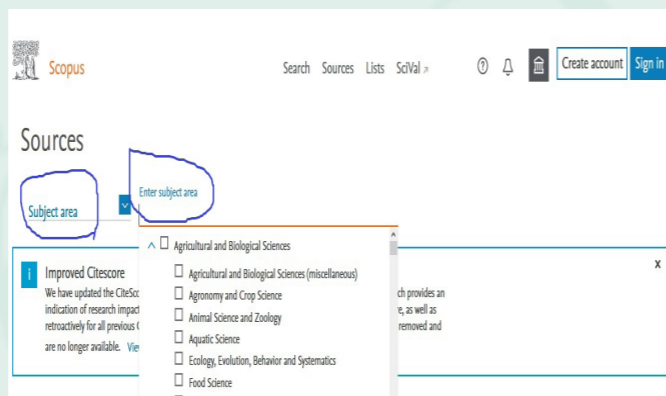 Scopus
Search Sources Lists SciVal
Create account
Sign in
Sources
Subject area
Enter subject area
Agricultural and Biological Sciences
Agricultural and Biological Sciences (miscellaneous)
Agronomy and Crop Science
Animal Science and Zoology
Aquatic Science
Ecology, Evolution, Behavior and Systematics
Food Science
i
Improved Citescore
x
We have updated the CiteSco ch provides an
indication of research impact e, as well as
retroactively for all previous removed and
are no longer available. Vie